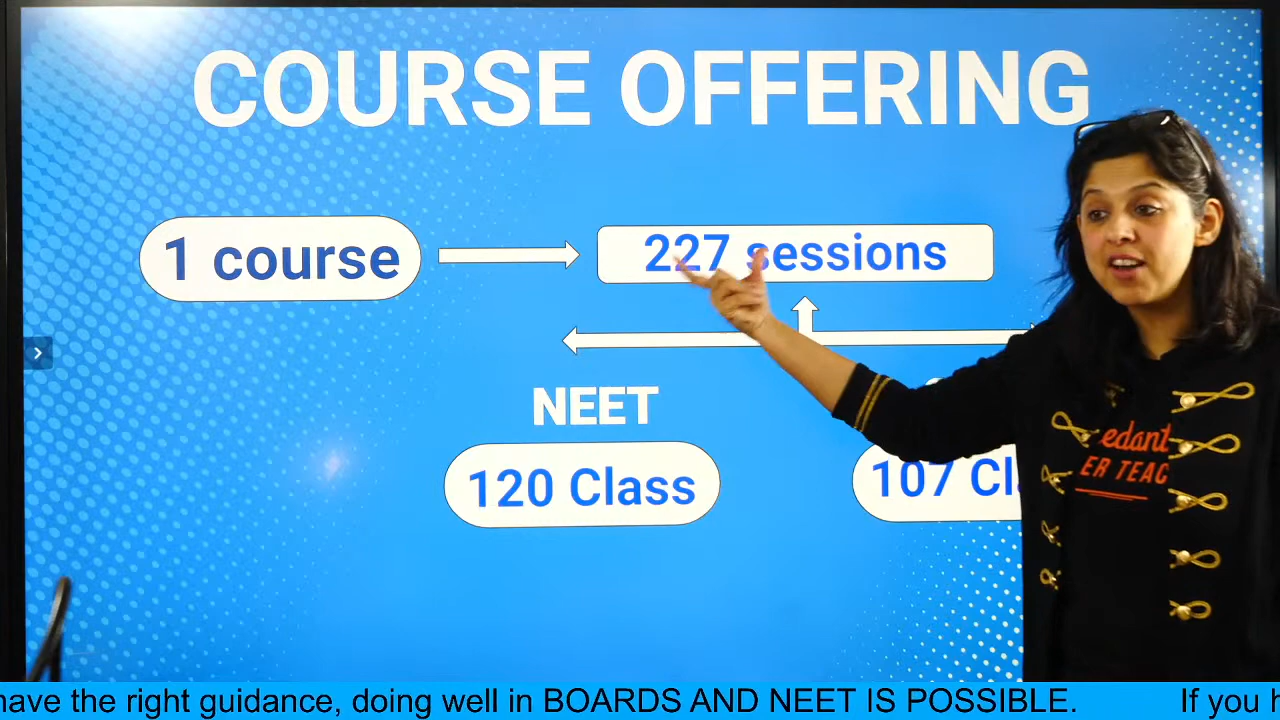 COURSE OFFERING
1 course
227 sessions
NEET
120 Class
107
edant
ER TEAC
have the right guidance, doing well in BOARDS AND NEET IS POSSIBLE. If you